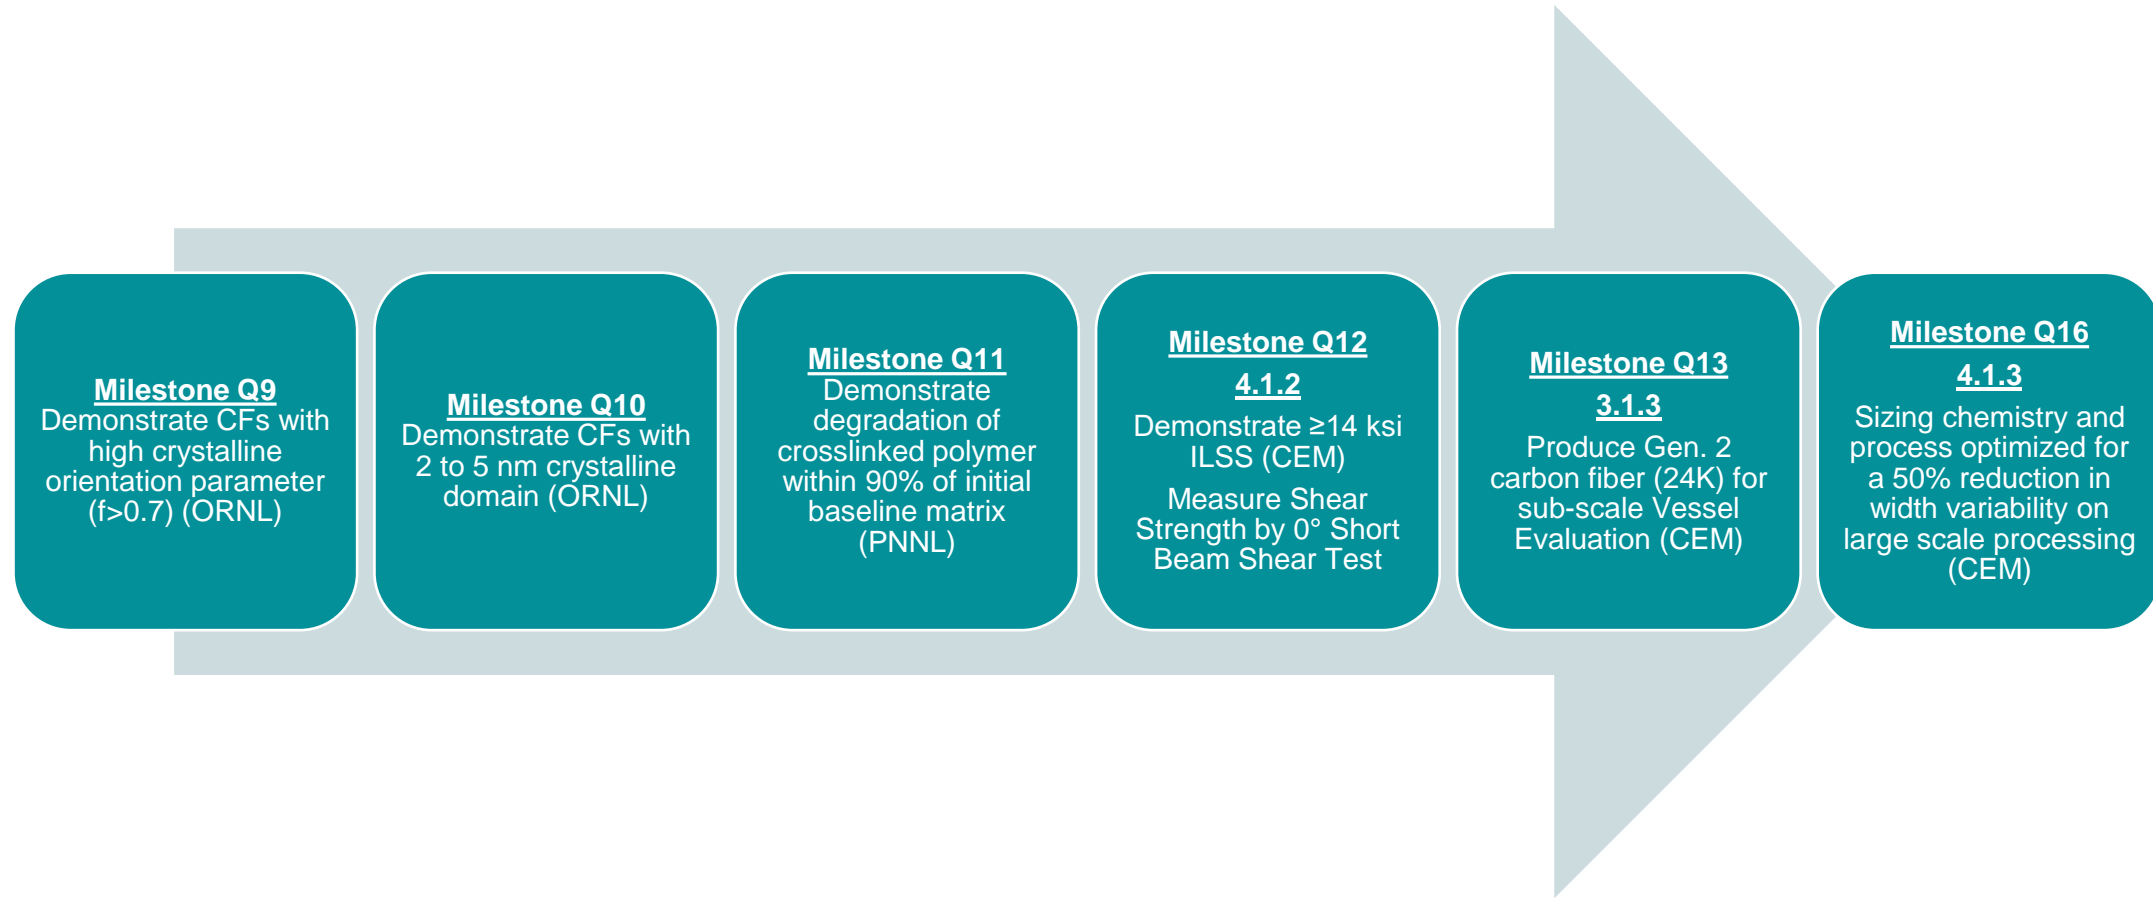 Milestone Q9
Demonstrate CFs with
high crystalline
orientation parameter
(f>0.7) (ORNL)
Milestone Q10
Demonstrate CFs with
2 to 5 nm crystalline
domain (ORNL)
Milestone Q11
Demonstrate
degradation of
crosslinked polymer
within 90% of initial
baseline matrix
(PNNL)
Milestone Q12
4.1.2
Demonstrate ≥14 ksi
ILSS (CEM)
Measure Shear
Strength by 0° Short
Beam Shear Test
Milestone Q13
3.1.3
Produce Gen. 2
carbon fiber (24K) for
sub-scale Vessel
Evaluation (CEM)
Milestone Q16
4.1.3
Sizing chemistry and
process optimized for
a 50% reduction in
width variability on
large scale processing
(CEM)